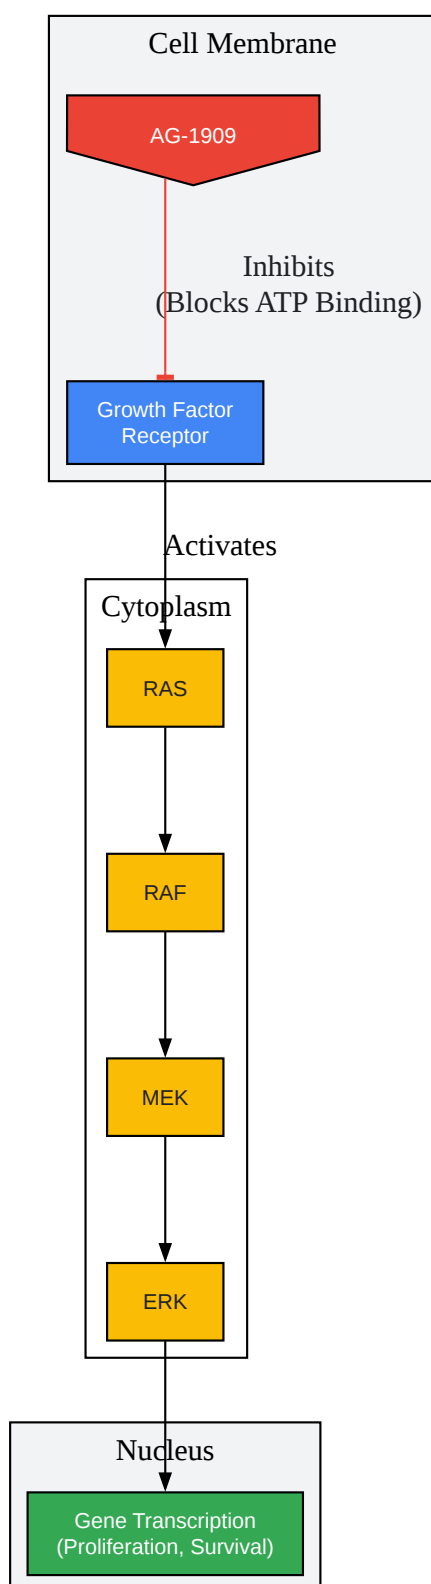 Cell Membrane
AG-1909
Inhibits
(Blocks ATP Binding)
Growth Factor
Receptor
Activates
Cytoplasm
RAS
RAF
MEK
ERK
Nucleus
Gene Transcription
(Proliferation, Survival)